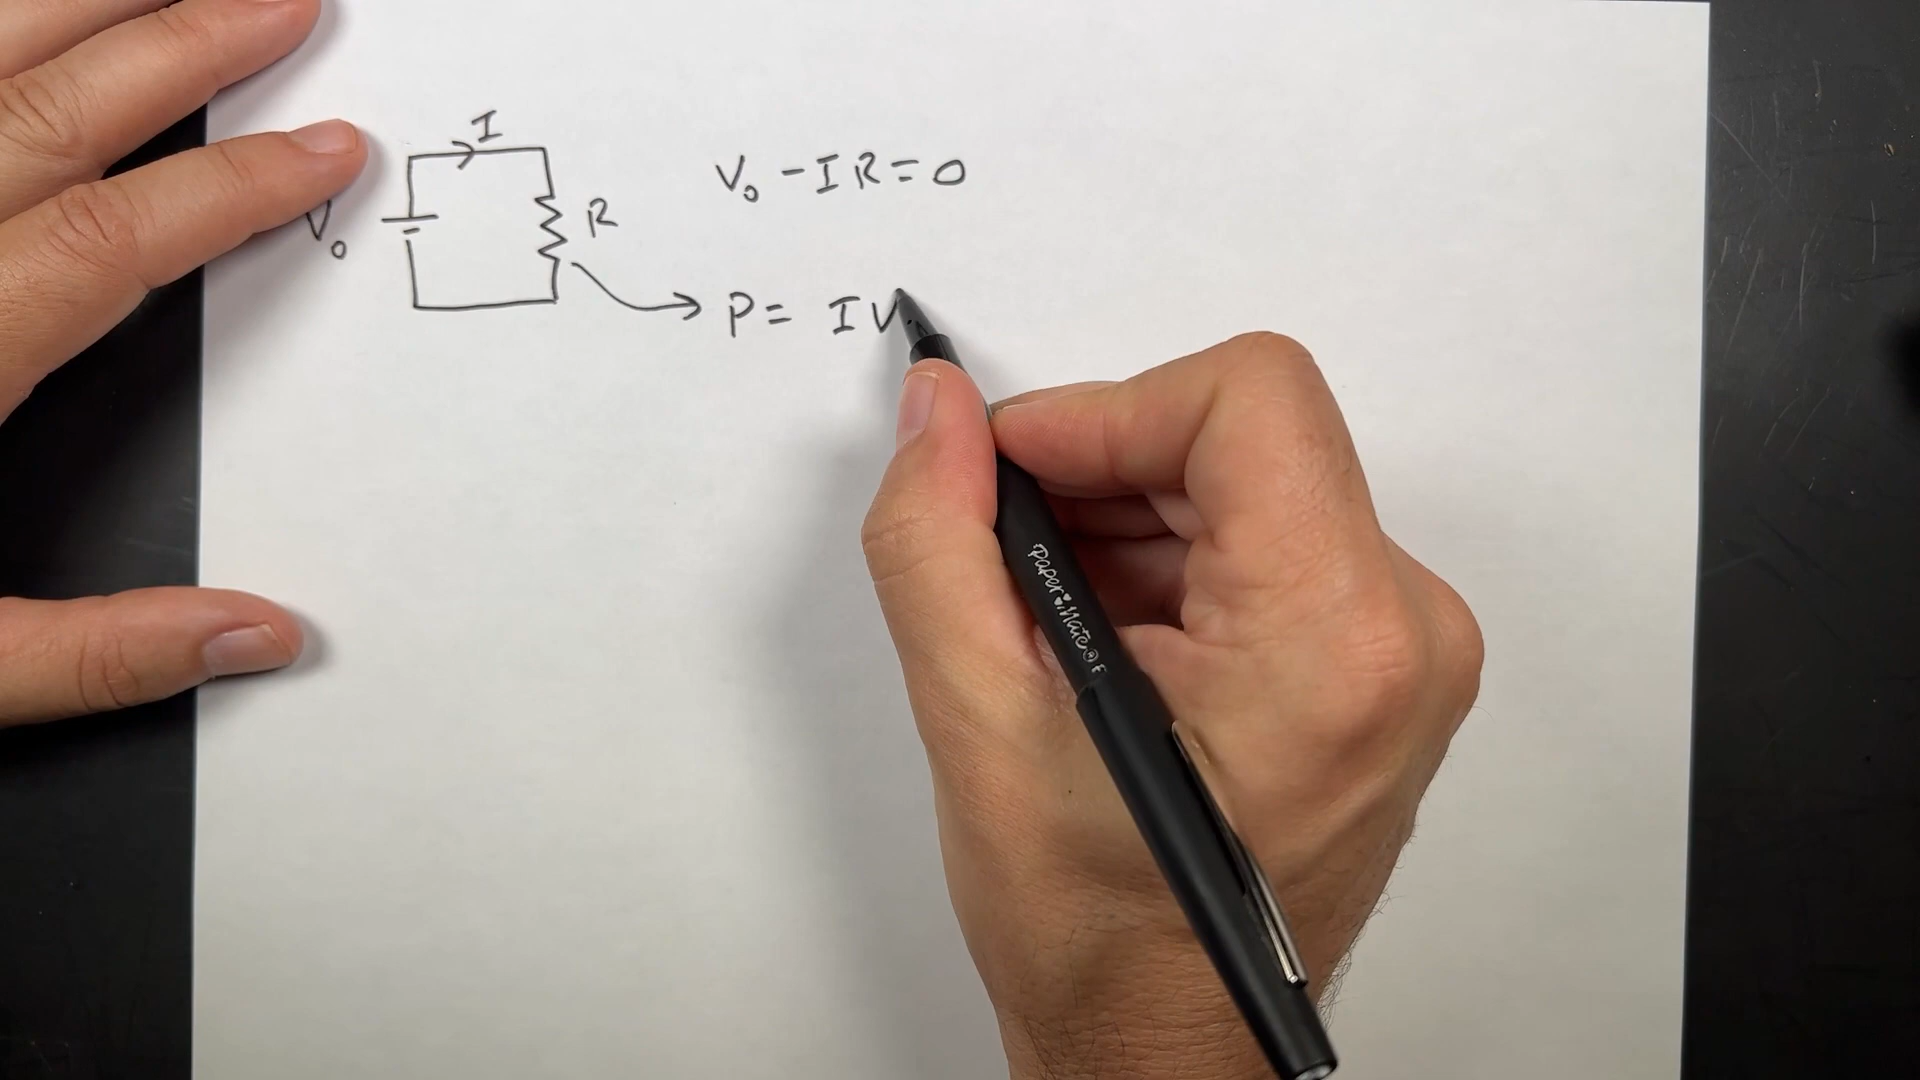 I
V₀
R
V₀ - IR = 0
P = IV
Paper Mate ® F